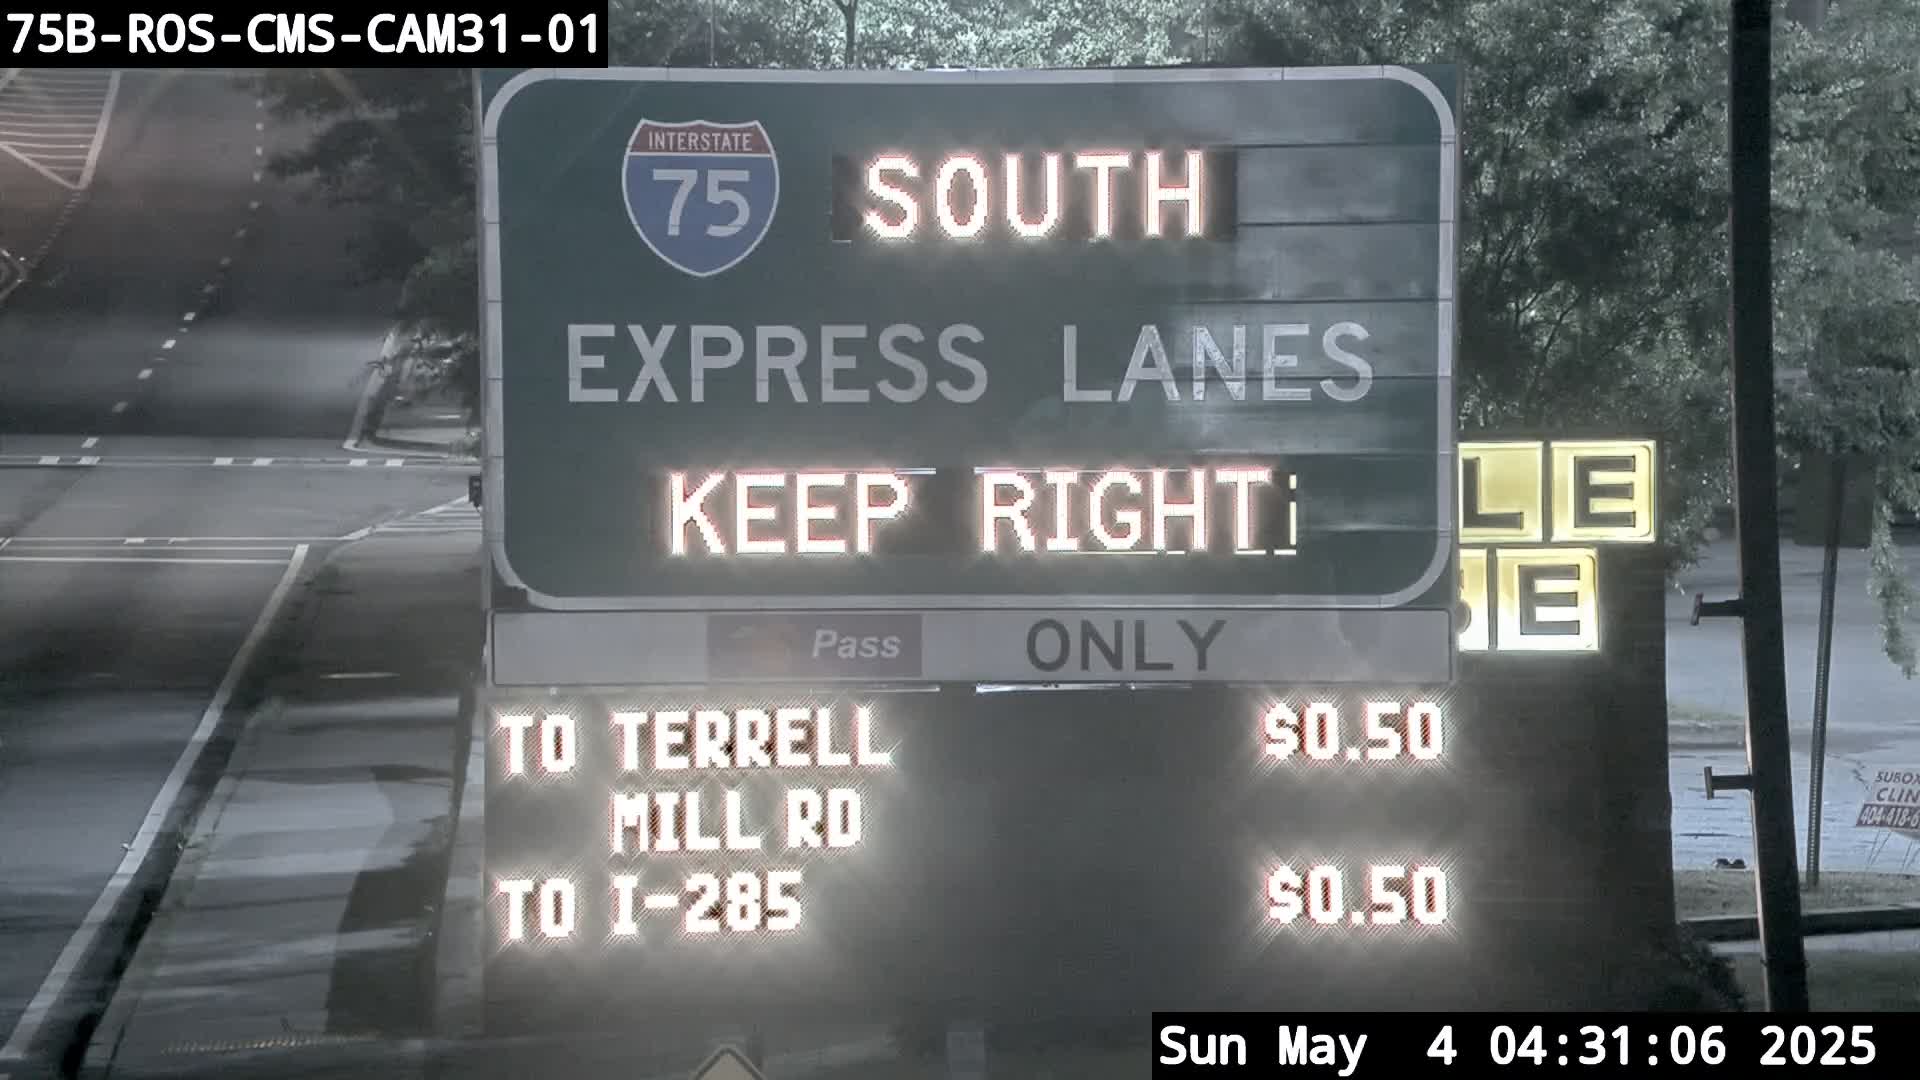 75B-ROS-CMS-CAM31-01
INTERSTATE
75
SOUTH
EXPRESS LANES
KEEP RIGHT
LE
E
Pass ONLY
TO TERRELL $0.50
MILL RD
TO I-285 $0.50
Sun May 4 04:31:06 2025